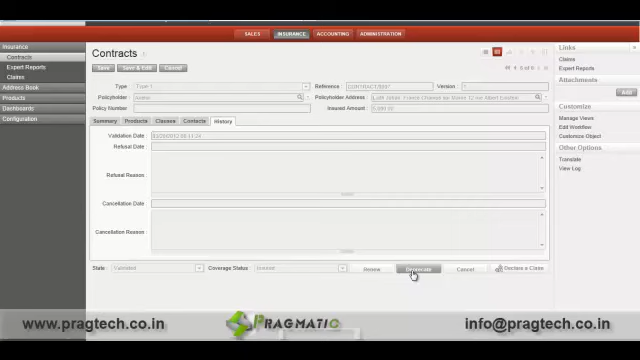 SALES INSURANCE ACCOUNTING ADMINISTRATION
Insurance
Contracts
Expert Reports
Claims
Address Book
Products
Dashboards
Configuration
Contracts
Save Save & Edit Cancel
Type Type 1 Reference Version
Policyholder Policyholder Address
Policy Number Insured Amount
Summary Products Clauses Contacts History
Validation Date
Refusal Date
Refusal Reason
Cancellation Date
Cancellation Reason
State Validated Coverage Status
Renew Deprecate Cancel Declare a Claim
Links
Claims
Expert Reports
Attachments
Add
Customize
Manage Views
Edit Workflow
Customize Object
Other Options
Translate
View Log
www.pragtech.co.in PRAGMATIC info@pragtech.co.in